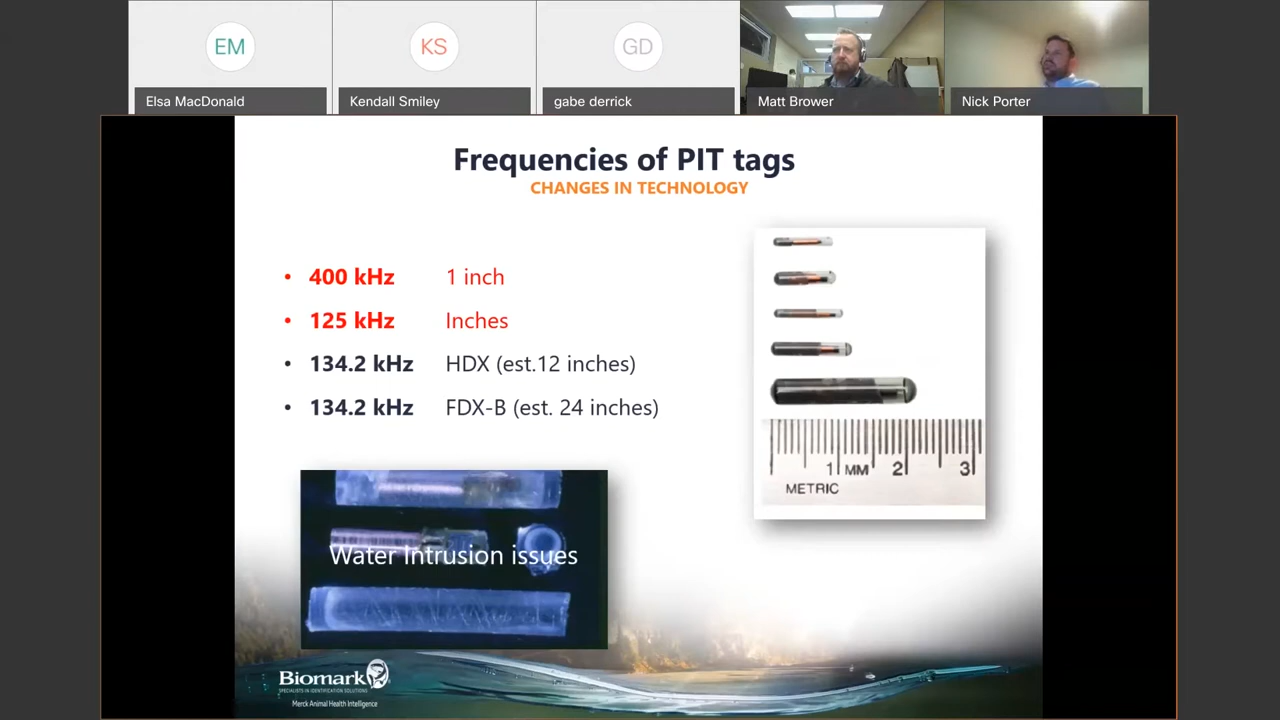 EM
KS
GD
Elsa MacDonald
Kendall Smiley
gabe derrick
Matt Brower
Nick Porter
Frequencies of PIT tags
CHANGES IN TECHNOLOGY
• 400 kHz 1 inch
• 125 kHz Inches
• 134.2 kHz HDX (est.12 inches)
• 134.2 kHz FDX-B (est. 24 inches)
1 MM 2 3
METRIC
Water Intrusion issues
Biomark
SPECIALISTS IN IDENTIFICATION SOLUTIONS
Merck Animal Health Intelligence